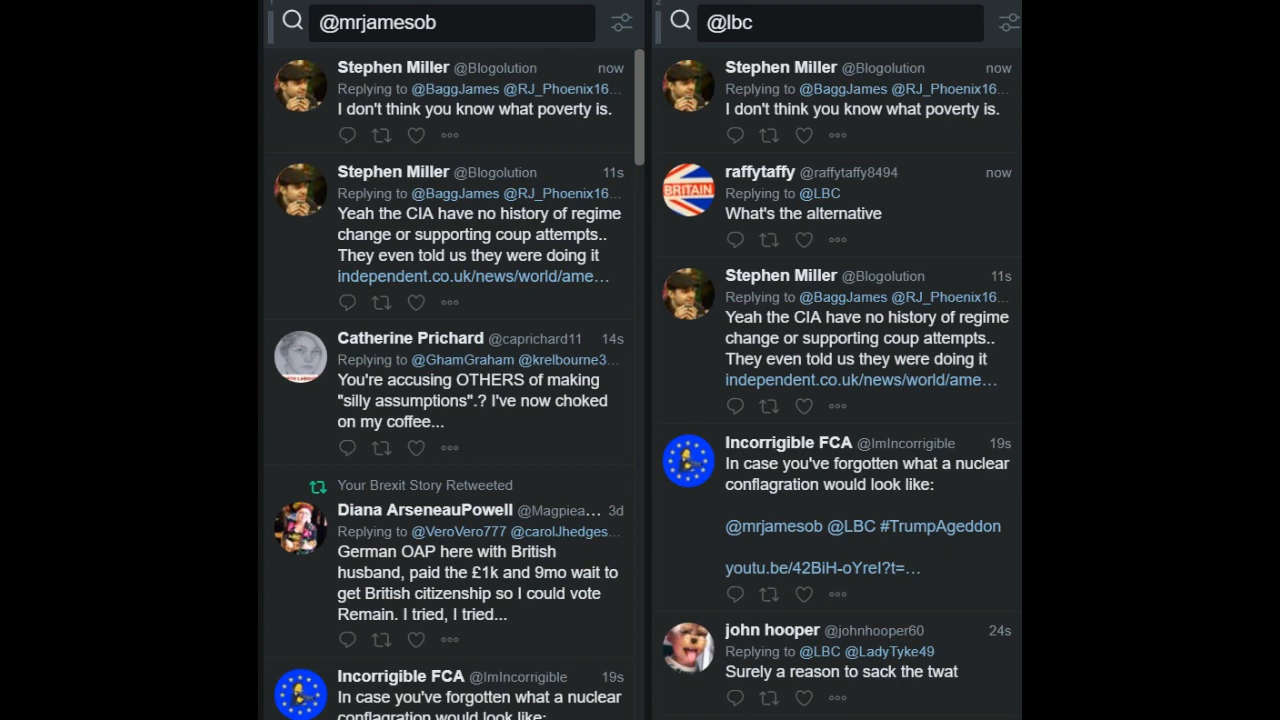 1
@mrjamesob
Stephen Miller @Blogolution now
Replying to @BaggJames @RJ_Phoenix16...
I don't think you know what poverty is.
Stephen Miller @Blogolution 11s
Replying to @BaggJames @RJ_Phoenix16...
Yeah the CIA have no history of regime
change or supporting coup attempts..
They even told us they were doing it
independent.co.uk/news/world/ame…
Catherine Prichard @caprichard11 14s
Replying to @GhamGraham @krelbourne3...
You're accusing OTHERS of making
"silly assumptions".? I've now choked
on my coffee...
Your Brexit Story Retweeted
Diana ArseneauPowell @Magpiea... 3d
Replying to @VeroVero777 @carolJhedges...
German OAP here with British
husband, paid the £1k and 9mo wait to
get British citizenship so I could vote
Remain. I tried, I tried...
Incorrigible FCA @ImIncorrigible 19s
In case you've forgotten what a nuclear
conflagration would look like:
2
@lbc
Stephen Miller @Blogolution now
Replying to @BaggJames @RJ_Phoenix16...
I don't think you know what poverty is.
BRITAIN
raffytaffy @raffytaffy8494 now
Replying to @LBC
What's the alternative
Stephen Miller @Blogolution 11s
Replying to @BaggJames @RJ_Phoenix16...
Yeah the CIA have no history of regime
change or supporting coup attempts..
They even told us they were doing it
independent.co.uk/news/world/ame…
Incorrigible FCA @ImIncorrigible 19s
In case you've forgotten what a nuclear
conflagration would look like:
@mrjamesob @LBC #TrumpAgeddon
youtu.be/42BiH-oYreI?t=…
john hooper @johnhooper60 24s
Replying to @LBC @LadyTyke49
Surely a reason to sack the twat